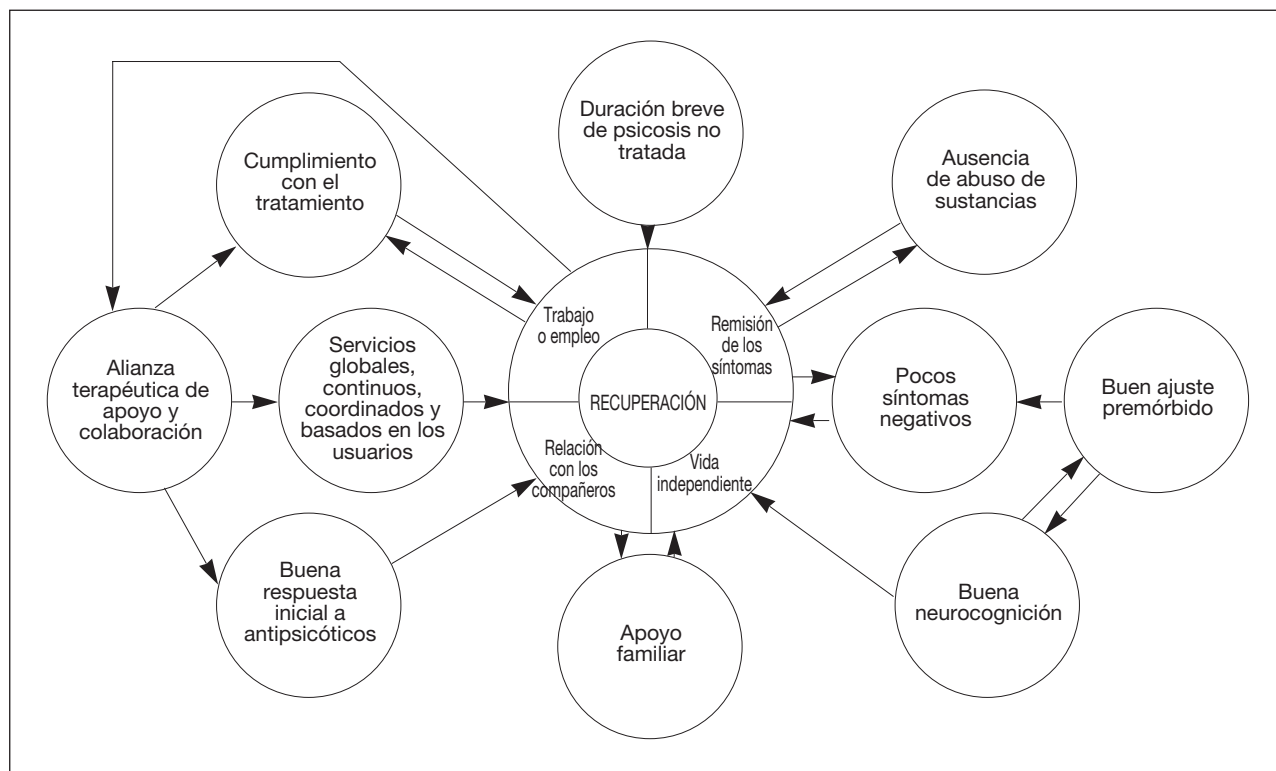 Duración breve
de psicosis no
tratada
Cumplimiento
con el
tratamiento
Ausencia
de abuso de
sustancias
Trabajo
o empleo
Remisión
de los
síntomas
Alianza
terapéutica de
apoyo y
colaboración
Servicios
globales,
continuos,
coordinados y
basados en los
usuarios
RECUPERACIÓN
Pocos
síntomas
negativos
Buen ajuste
premórbido
Relación
con los
compañeros
Vida
independiente
Buena
respuesta
inicial a
antipsicóticos
Apoyo
familiar
Buena
neurocognición